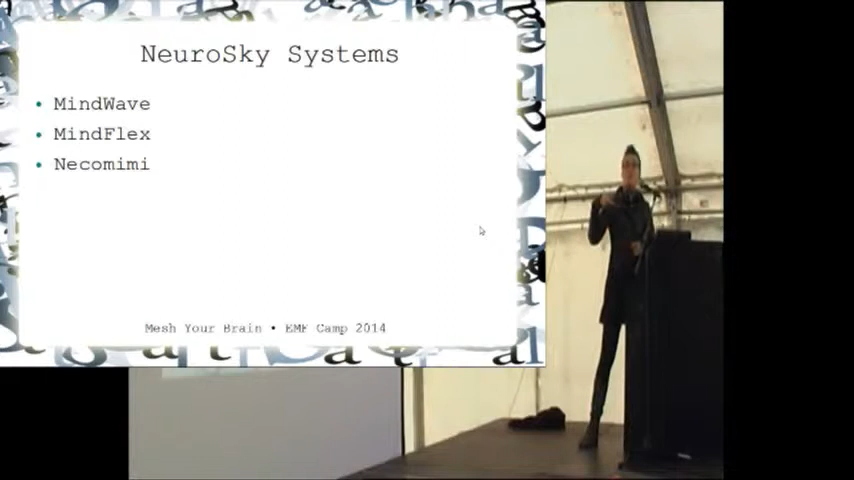 NeuroSky Systems
• MindWave
• MindFlex
• Necomimi
Mesh Your Brain • EMF Camp 2014